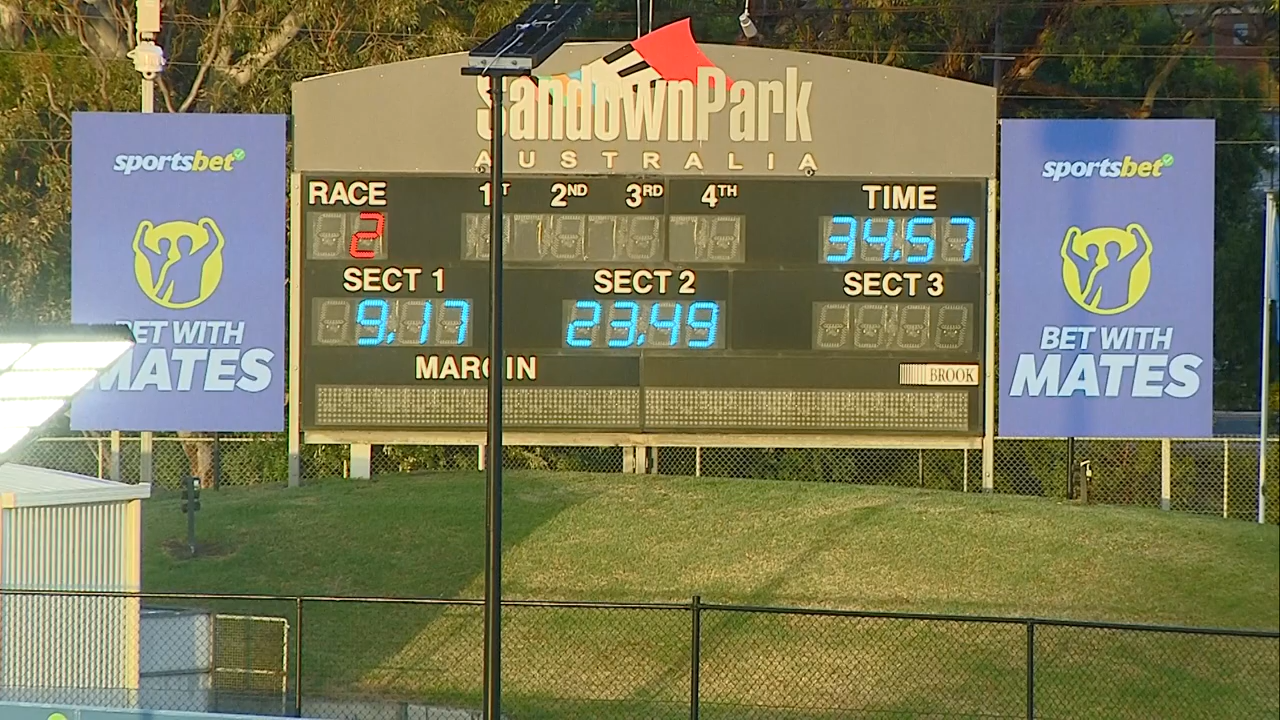 SandownPark
AUSTRALIA
sportsbet
BET WITH
MATES
RACE 1ST 2ND 3RD 4TH TIME
2 34.57
SECT 1 SECT 2 SECT 3
9.17 23.49
MARGIN
BROOK
sportsbet
BET WITH
MATES